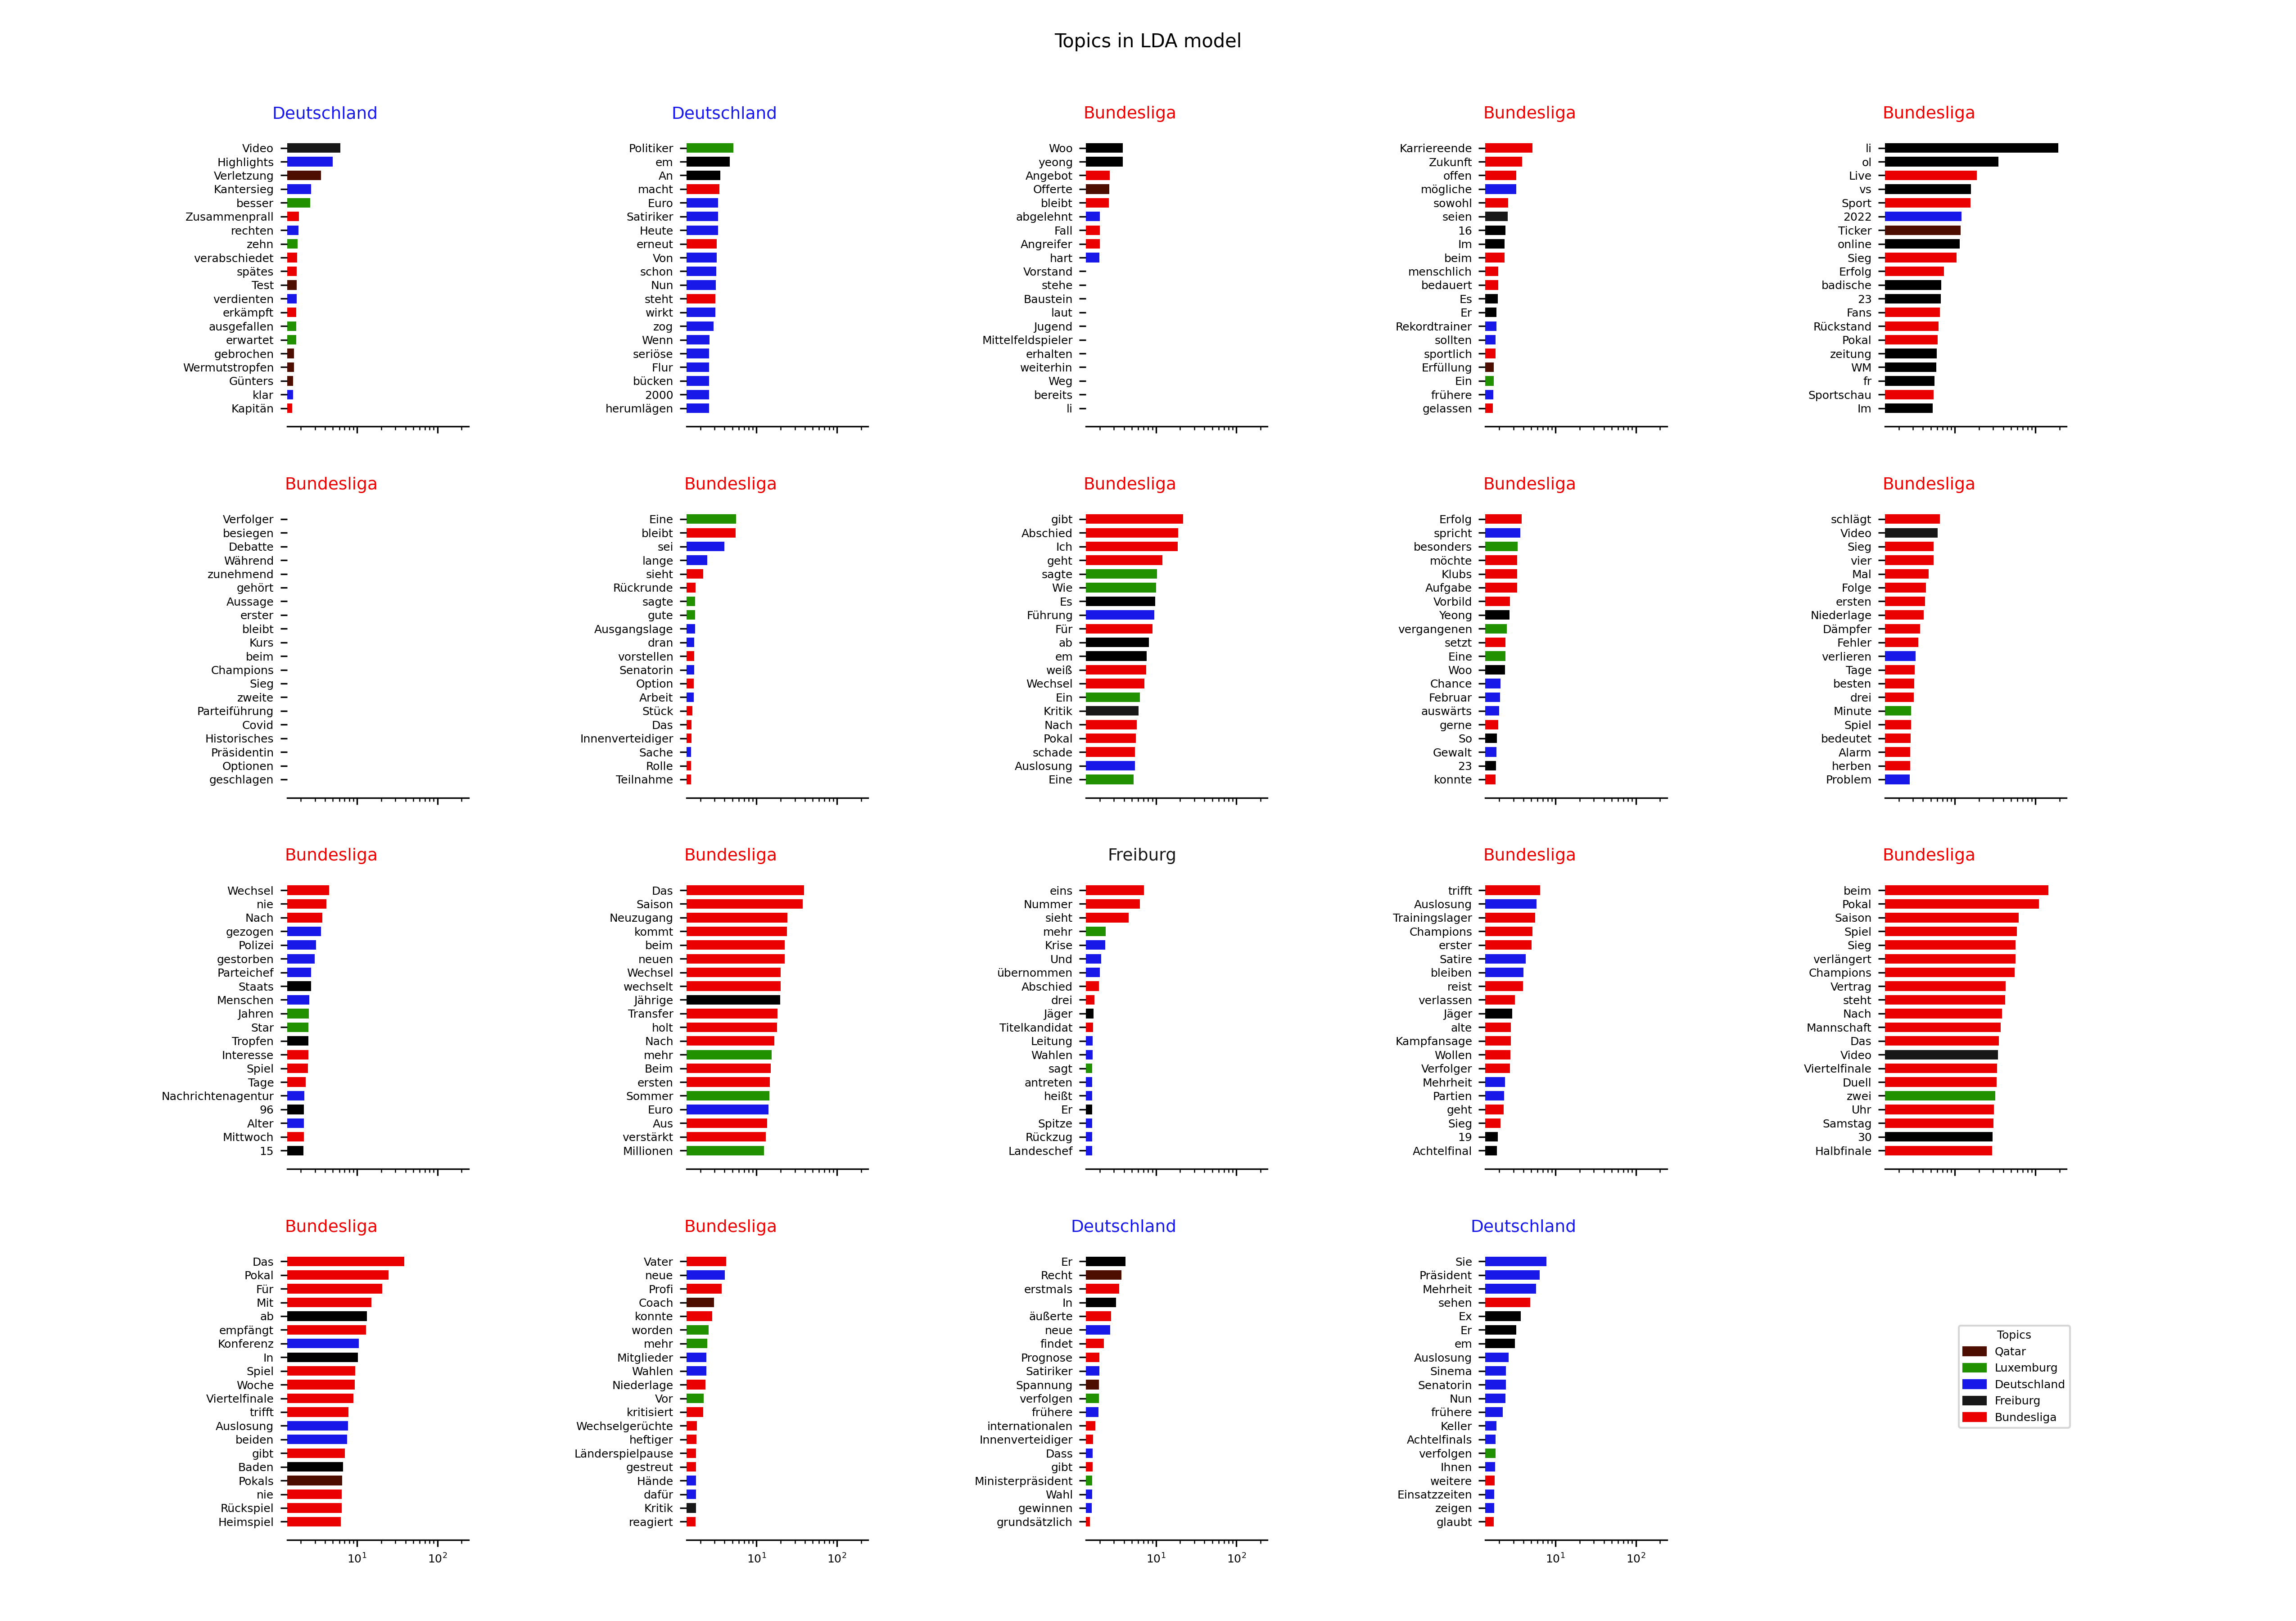 Topics in LDA model
Deutschland
Video
Highlights
Verletzung
Kantersieg
besser
Zusammenprall
rechten
zehn
verabschiedet
spätes
Test
verdienten
erkämpft
ausgefallen
erwartet
gebrochen
Wermutstropfen
Günters
klar
Kapitän
Deutschland
Politiker
em
An
macht
Euro
Satiriker
Heute
erneut
Von
schon
Nun
steht
wirkt
zog
Wenn
seriöse
Flur
bücken
2000
herumlägen
Bundesliga
Woo
yeong
Angebot
Offerte
bleibt
abgelehnt
Fall
Angreifer
hart
Vorstand
stehe
Baustein
laut
Jugend
Mittelfeldspieler
erhalten
weiterhin
Weg
bereits
li
Bundesliga
Karriereende
Zukunft
offen
mögliche
sowohl
seien
16
Im
beim
menschlich
bedauert
Es
Er
Rekordtrainer
sollten
sportlich
Erfüllung
Ein
frühere
gelassen
Bundesliga
li
ol
Live
vs
Sport
2022
Ticker
online
Sieg
Erfolg
badische
23
Fans
Rückstand
Pokal
zeitung
WM
fr
Sportschau
Im
Bundesliga
Verfolger
besiegen
Debatte
Während
zunehmend
gehört
Aussage
erster
bleibt
Kurs
beim
Champions
Sieg
zweite
Parteiführung
Covid
Historisches
Präsidentin
Optionen
geschlagen
Bundesliga
Eine
bleibt
sei
lange
sieht
Rückrunde
sagte
gute
Ausgangslage
dran
vorstellen
Senatorin
Option
Arbeit
Stück
Das
Innenverteidiger
Sache
Rolle
Teilnahme
Bundesliga
gibt
Abschied
Ich
geht
sagte
Wie
Es
Führung
Für
ab
em
weiß
Wechsel
Ein
Kritik
Nach
Pokal
schade
Auslosung
Eine
Bundesliga
Erfolg
spricht
besonders
möchte
Klubs
Aufgabe
Vorbild
Yeong
vergangenen
setzt
Eine
Woo
Chance
Februar
auswärts
gerne
So
Gewalt
23
konnte
Bundesliga
schlägt
Video
Sieg
vier
Mal
Folge
ersten
Niederlage
Dämpfer
Fehler
verlieren
Tage
besten
drei
Minute
Spiel
bedeutet
Alarm
herben
Problem
Bundesliga
Wechsel
nie
Nach
gezogen
Polizei
gestorben
Parteichef
Staats
Menschen
Jahren
Star
Tropfen
Interesse
Spiel
Tage
Nachrichtenagentur
96
Alter
Mittwoch
15
Bundesliga
Das
Saison
Neuzugang
kommt
beim
neuen
Wechsel
wechselt
Jährige
Transfer
holt
Nach
mehr
Beim
ersten
Sommer
Euro
Aus
verstärkt
Millionen
Freiburg
eins
Nummer
sieht
mehr
Krise
Und
übernommen
Abschied
drei
Jäger
Titelkandidat
Leitung
Wahlen
sagt
antreten
heißt
Er
Spitze
Rückzug
Landeschef
Bundesliga
trifft
Auslosung
Trainingslager
Champions
erster
Satire
bleiben
reist
verlassen
Jäger
alte
Kampfansage
Wollen
Verfolger
Mehrheit
Partien
geht
Sieg
19
Achtelfinal
Bundesliga
beim
Pokal
Saison
Spiel
Sieg
verlängert
Champions
Vertrag
steht
Nach
Mannschaft
Das
Video
Viertelfinale
Duell
zwei
Uhr
Samstag
30
Halbfinale
Bundesliga
Das
Pokal
Für
Mit
ab
empfängt
Konferenz
In
Spiel
Woche
Viertelfinale
trifft
Auslosung
beiden
gibt
Baden
Pokals
nie
Rückspiel
Heimspiel
10¹ 10²
Bundesliga
Vater
neue
Profi
Coach
konnte
worden
mehr
Mitglieder
Wahlen
Niederlage
Vor
kritisiert
Wechselgerüchte
heftiger
Länderspielpause
gestreut
Hände
dafür
Kritik
reagiert
10¹ 10²
Deutschland
Er
Recht
erstmals
In
äußerte
neue
findet
Prognose
Satiriker
Spannung
verfolgen
frühere
internationalen
Innenverteidiger
Dass
gibt
Ministerpräsident
Wahl
gewinnen
grundsätzlich
10¹ 10²
Deutschland
Sie
Präsident
Mehrheit
sehen
Ex
Er
em
Auslosung
Sinema
Senatorin
Nun
frühere
Keller
Achtelfinals
verfolgen
Ihnen
weitere
Einsatzzeiten
zeigen
glaubt
10¹ 10²
Topics
Qatar
Luxemburg
Deutschland
Freiburg
Bundesliga